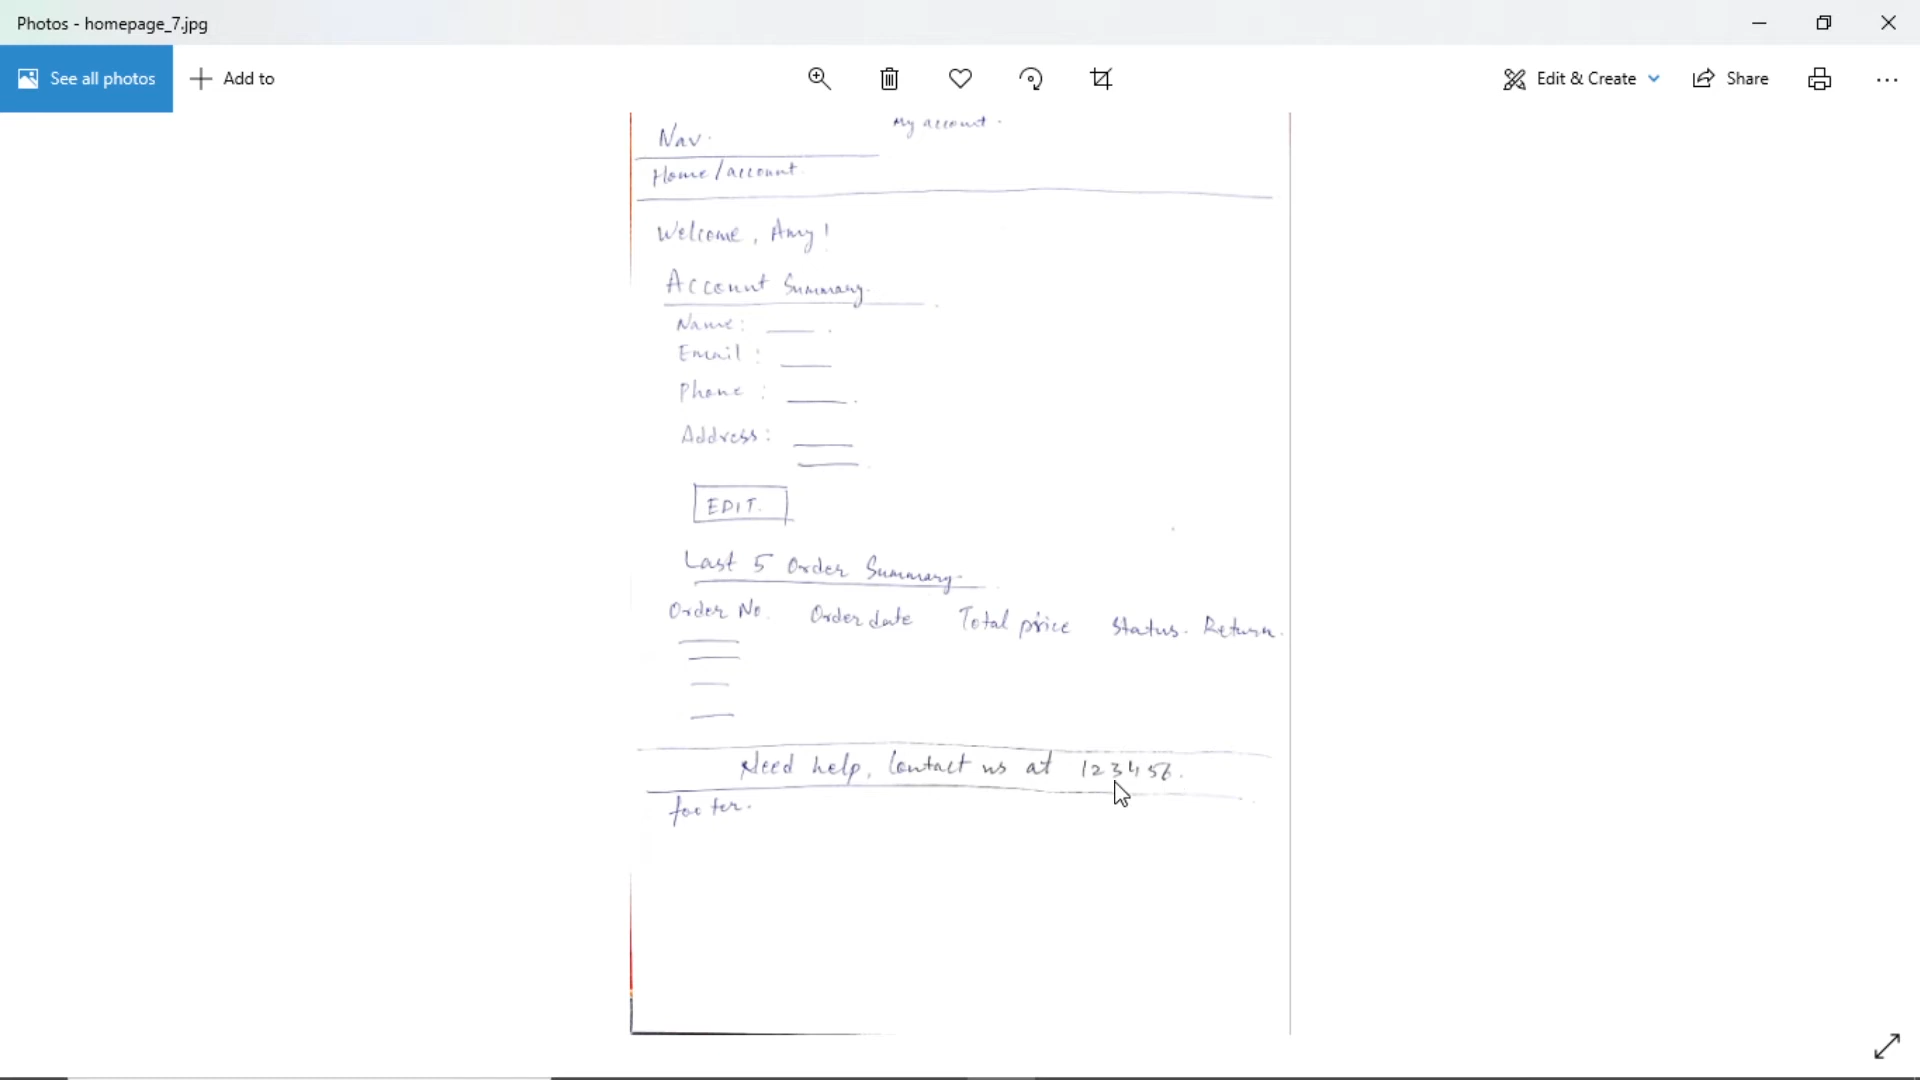 Photos - homepage_7.jpg
See all photos
Add to
Edit & Create
Share
My account.
Nav.
Home/account.
Welcome, Amy!
Account Summary.
Name:
Email:
Phone:
Address:
EDIT.
Last 5 Order Summary.
Order No. Order date Total price Status. Return.
Need help, Contact us at 123456.
footer.